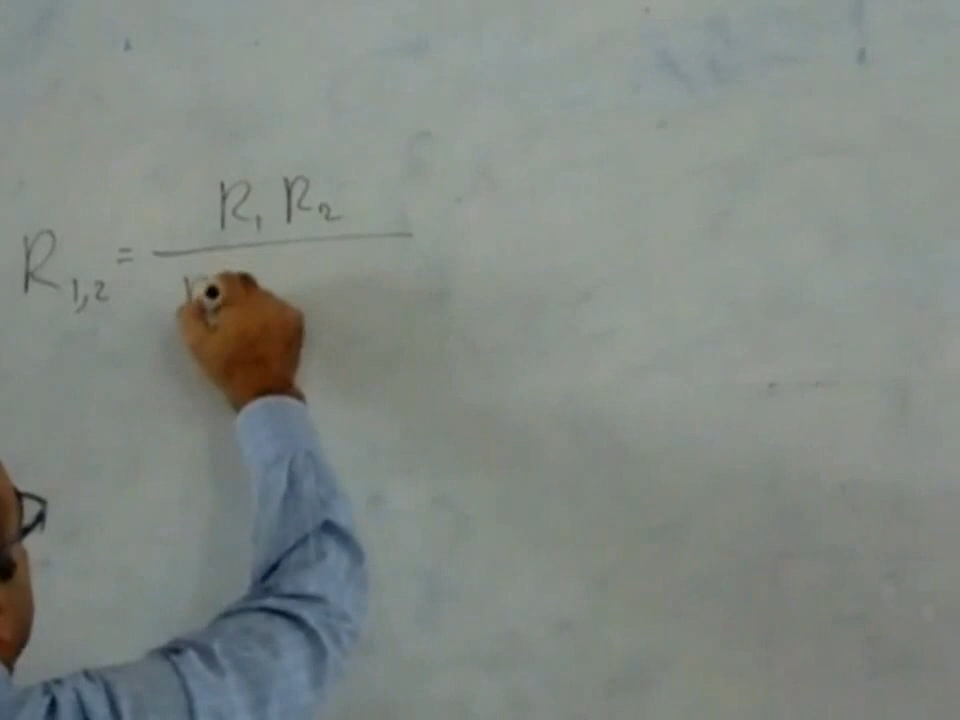 R₁,₂ = R₁ R₂